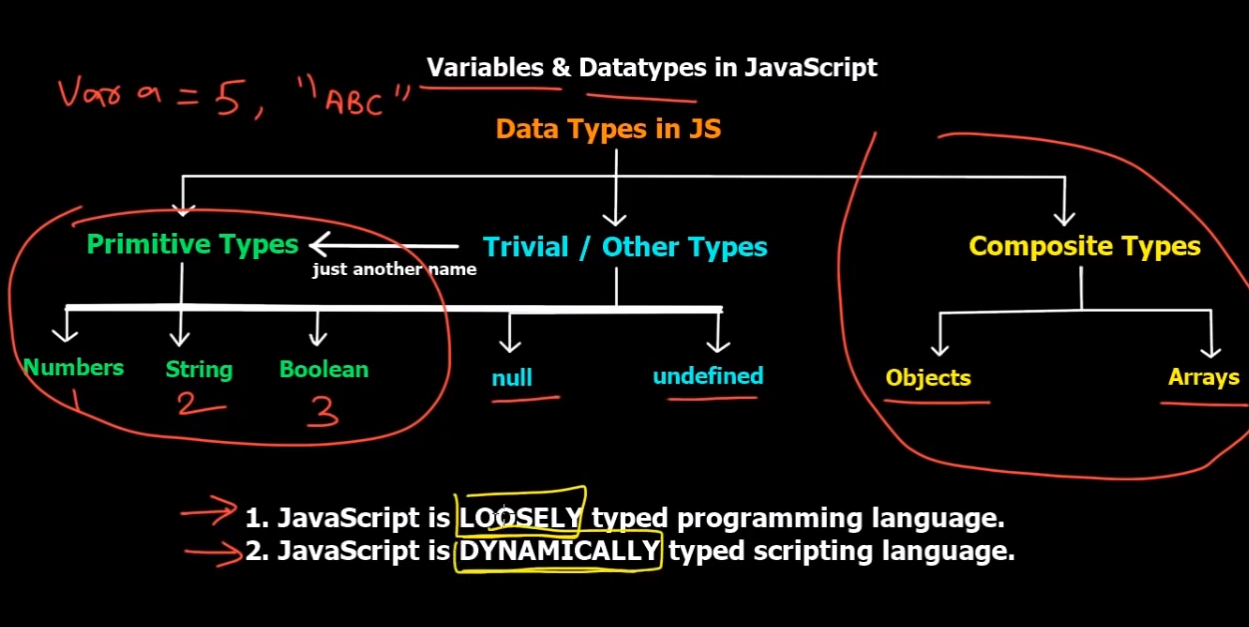 Variables & Datatypes in JavaScript
Var a = 5, "ABC"
Data Types in JS
Primitive Types
just another name
Trivial / Other Types
Composite Types
Numbers
String
Boolean
null
undefined
Objects
Arrays
1
2
3
1. JavaScript is LOOSELY typed programming language.
2. JavaScript is DYNAMICALLY typed scripting language.